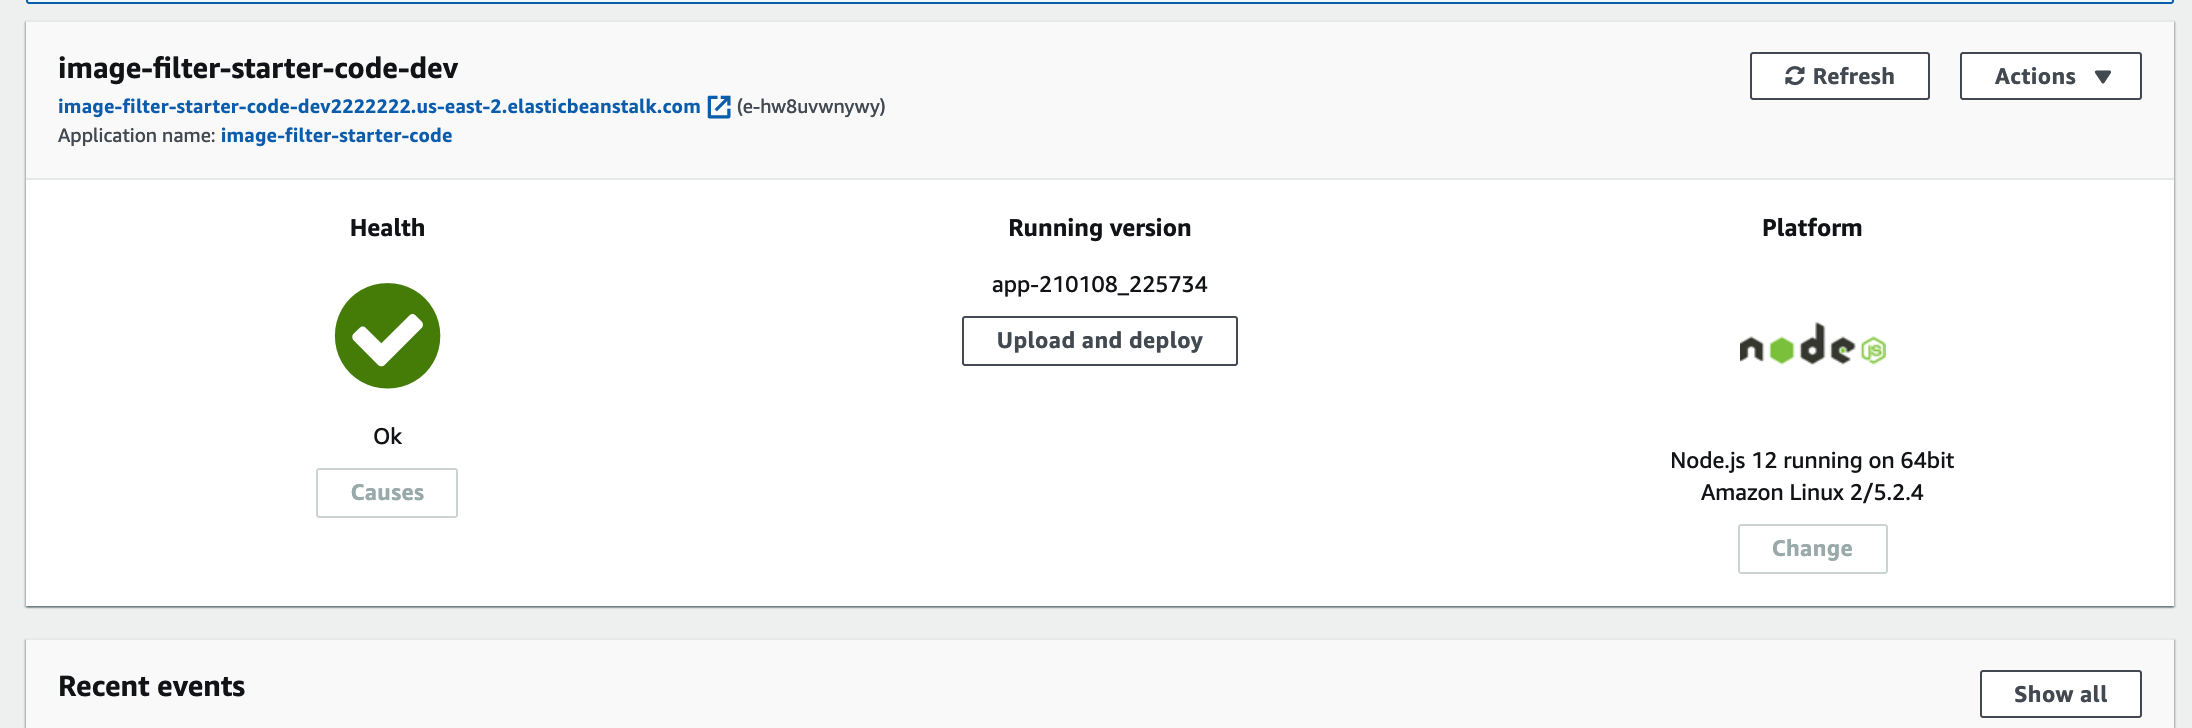 image-filter-starter-code-dev
Refresh
Actions
image-filter-starter-code-dev2222222.us-east-2.elasticbeanstalk.com (e-hw8uvwnywy)
Application name: image-filter-starter-code
Health
Ok
Causes
Running version
app-210108_225734
Upload and deploy
Platform
node JS
Node.js 12 running on 64bit
Amazon Linux 2/5.2.4
Change
Recent events
Show all